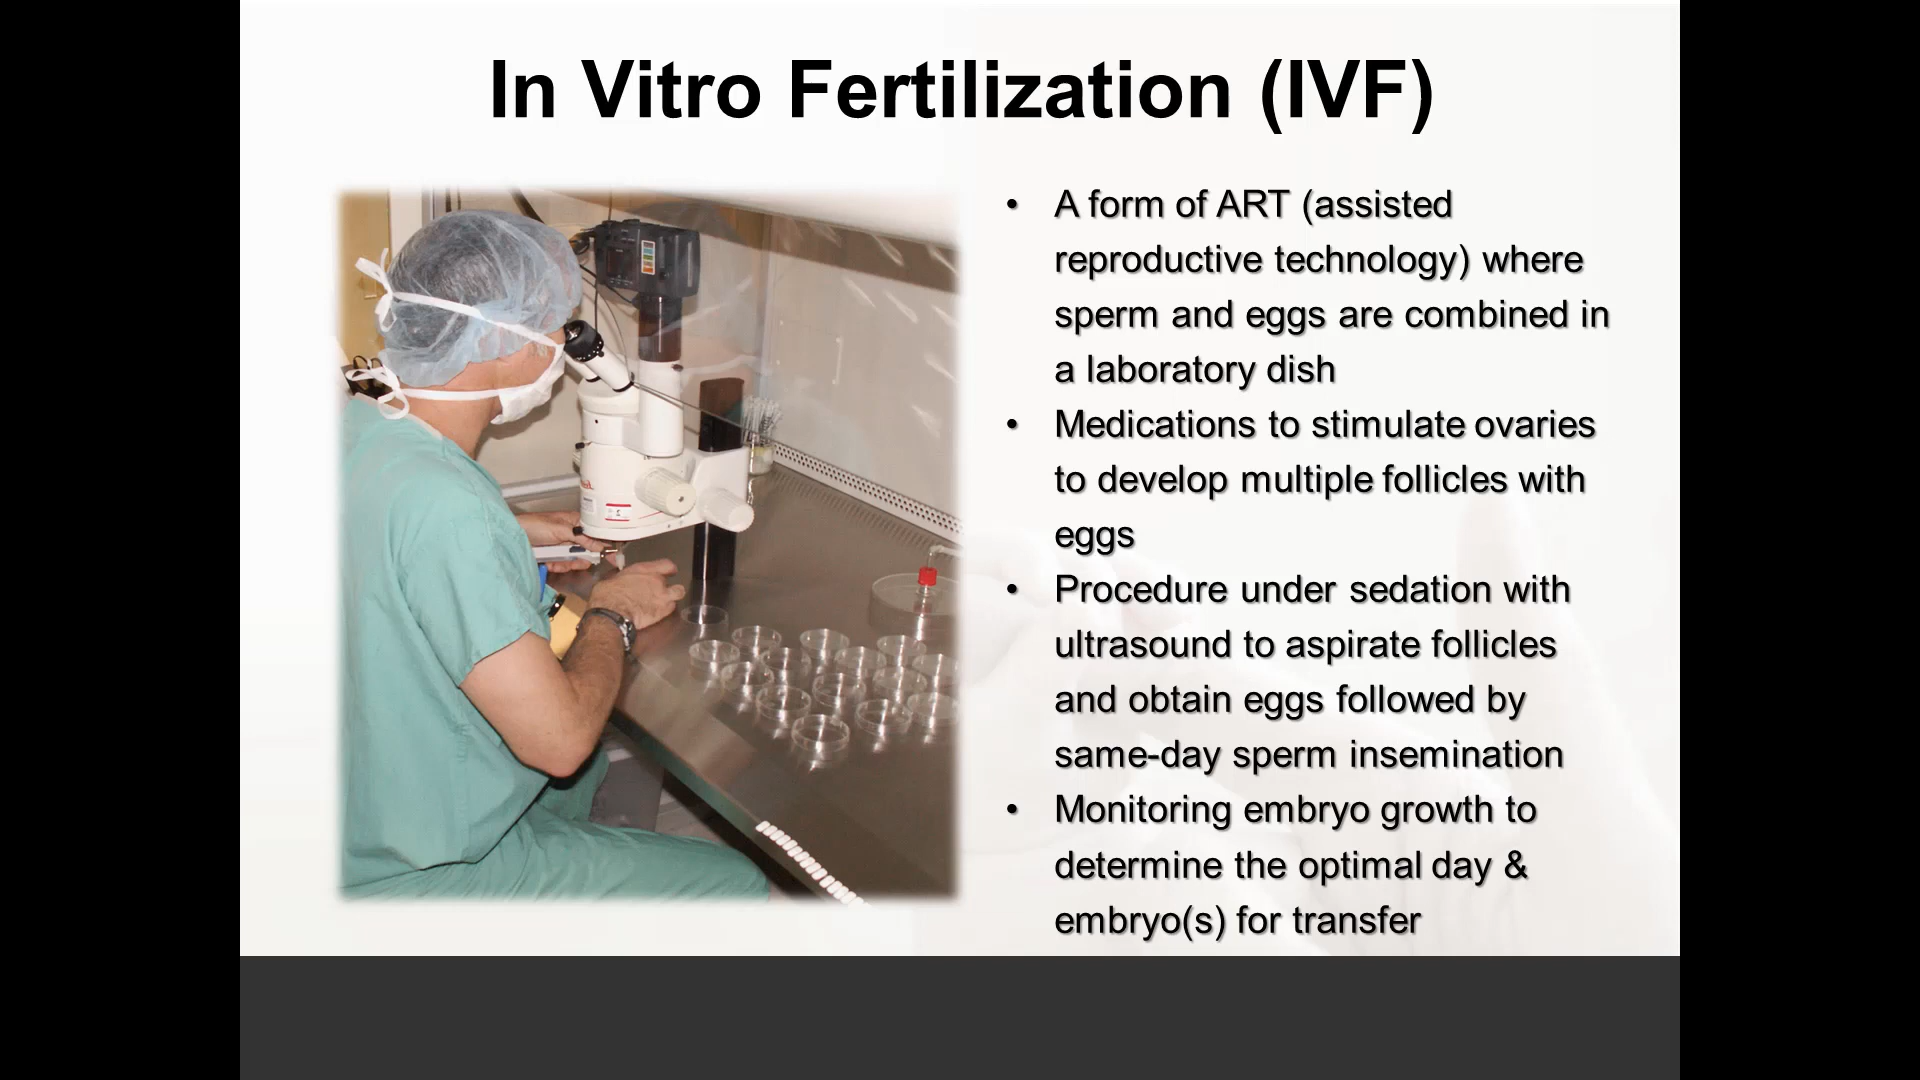 In Vitro Fertilization (IVF)
• A form of ART (assisted
reproductive technology) where
sperm and eggs are combined in
a laboratory dish
• Medications to stimulate ovaries
to develop multiple follicles with
eggs
• Procedure under sedation with
ultrasound to aspirate follicles
and obtain eggs followed by
same-day sperm insemination
• Monitoring embryo growth to
determine the optimal day &
embryo(s) for transfer